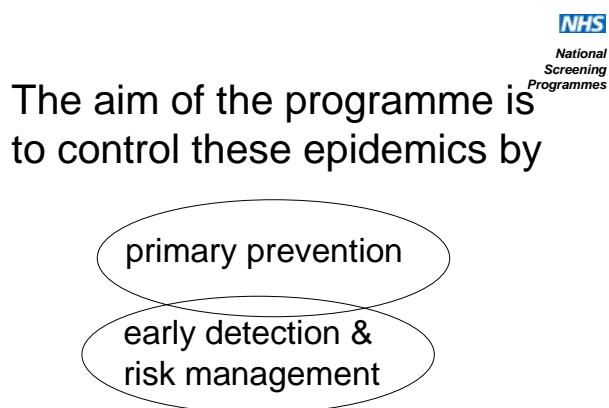 NHS
National
Screening
Programmes
The aim of the programme is
to control these epidemics by
primary prevention
early detection &
risk management